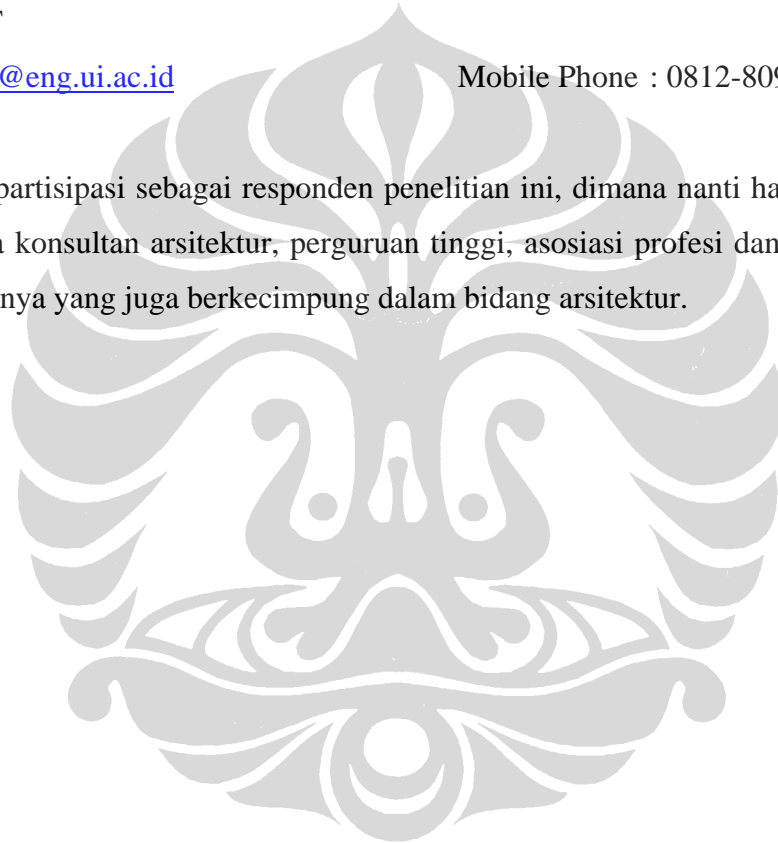 @eng.ui.ac.id Mobile Phone : 0812-809
partisipasi sebagai responden penelitian ini, dimana nanti ha
konsultan arsitektur, perguruan tinggi, asosiasi profesi dan
nya yang juga berkecimpung dalam bidang arsitektur.